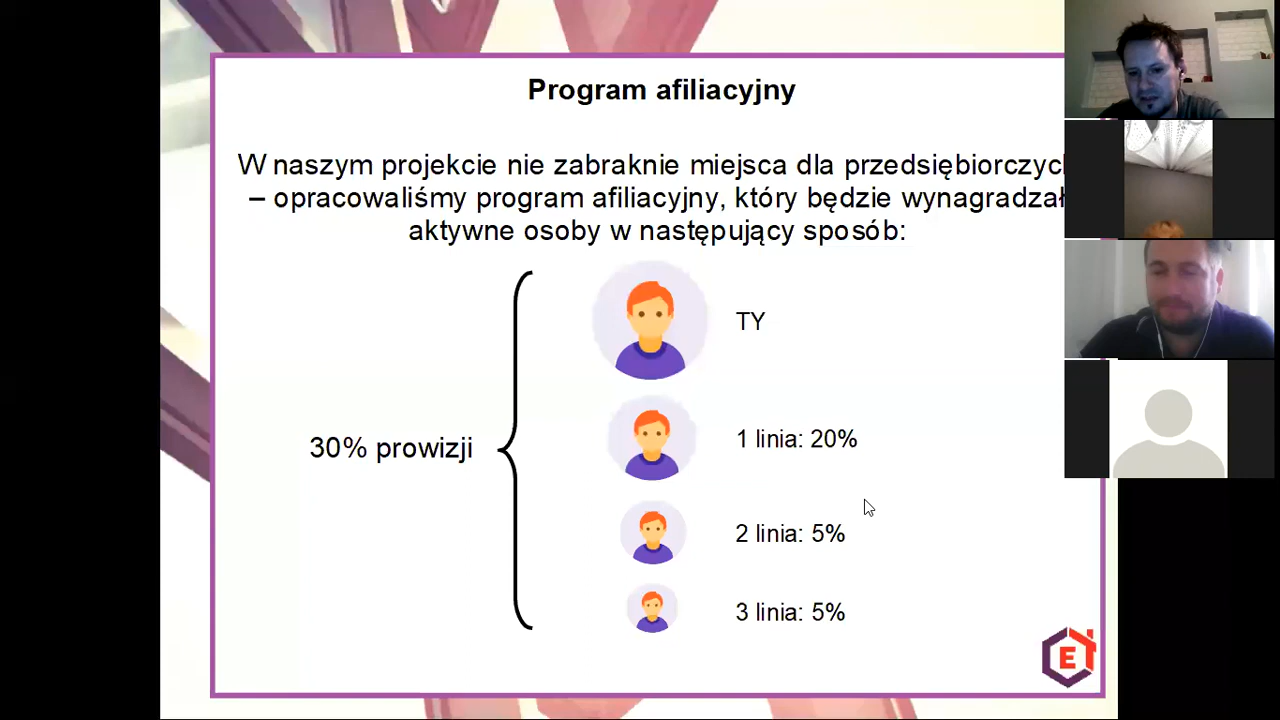 Program afiliacyjny
W naszym projekcie nie zabraknie miejsca dla przedsiębiorczych
– opracowaliśmy program afiliacyjny, który będzie wynagradzał
aktywne osoby w następujący sposób:
TY
30% prowizji
1 linia: 20%
2 linia: 5%
3 linia: 5%
E